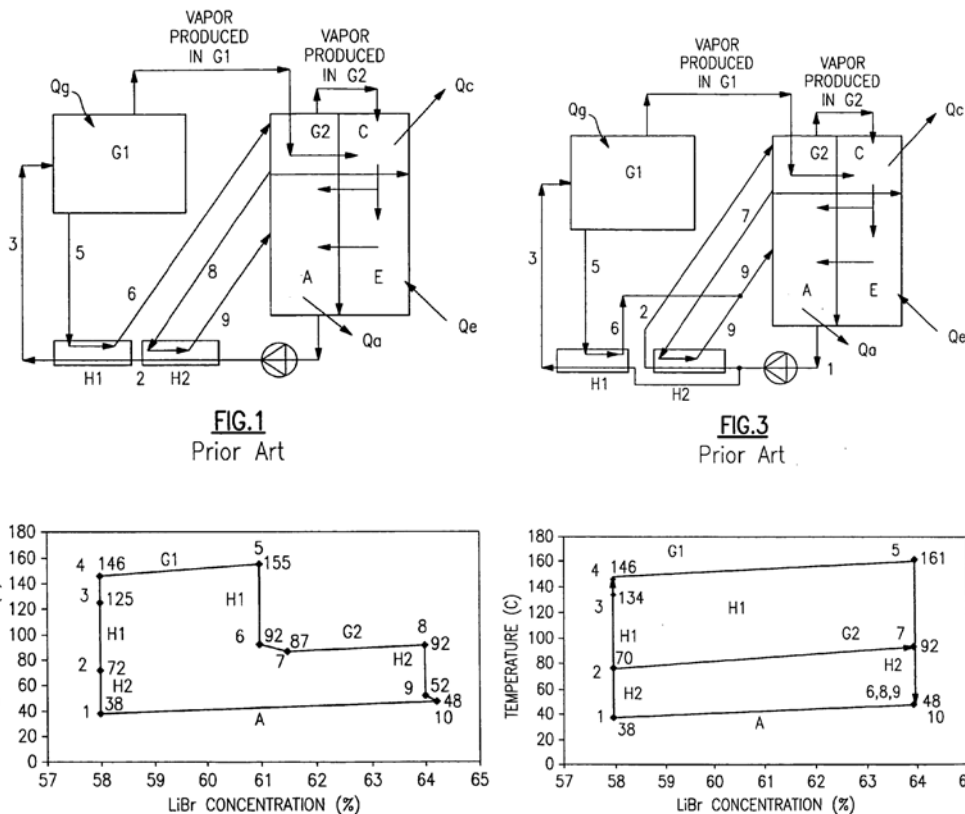 VAPOR
PRODUCED
IN G1
VAPOR
PRODUCED
IN G2
Qg
Qc
G1
G2
C
3
5
6
8
9
A
E
Qa
Qe
H1
2
H2
FIG.1
Prior Art
VAPOR
PRODUCED
IN G1
VAPOR
PRODUCED
IN G2
Qg
Qc
G1
G2
C
3
5
7
9
2
6
9
A
E
Qa
Qe
H1
H2
1
FIG.3
Prior Art
180
160
140
120
100
80
60
40
20
0
4
146
G1
5
155
3
125
H1
H1
6
92
87
7
G2
8
92
2
72
H2
H2
9
52
48
10
1
38
A
57
58
59
60
61
62
63
64
65
LiBr CONCENTRATION (%)
TEMPERATURE (C)
180
160
140
120
100
80
60
40
20
0
G1
4
146
5
161
3
134
H1
H1
G2
7
92
2
70
H2
H2
6,8,9
48
10
1
38
A
57
58
59
60
61
62
63
64
LiBr CONCENTRATION (%)